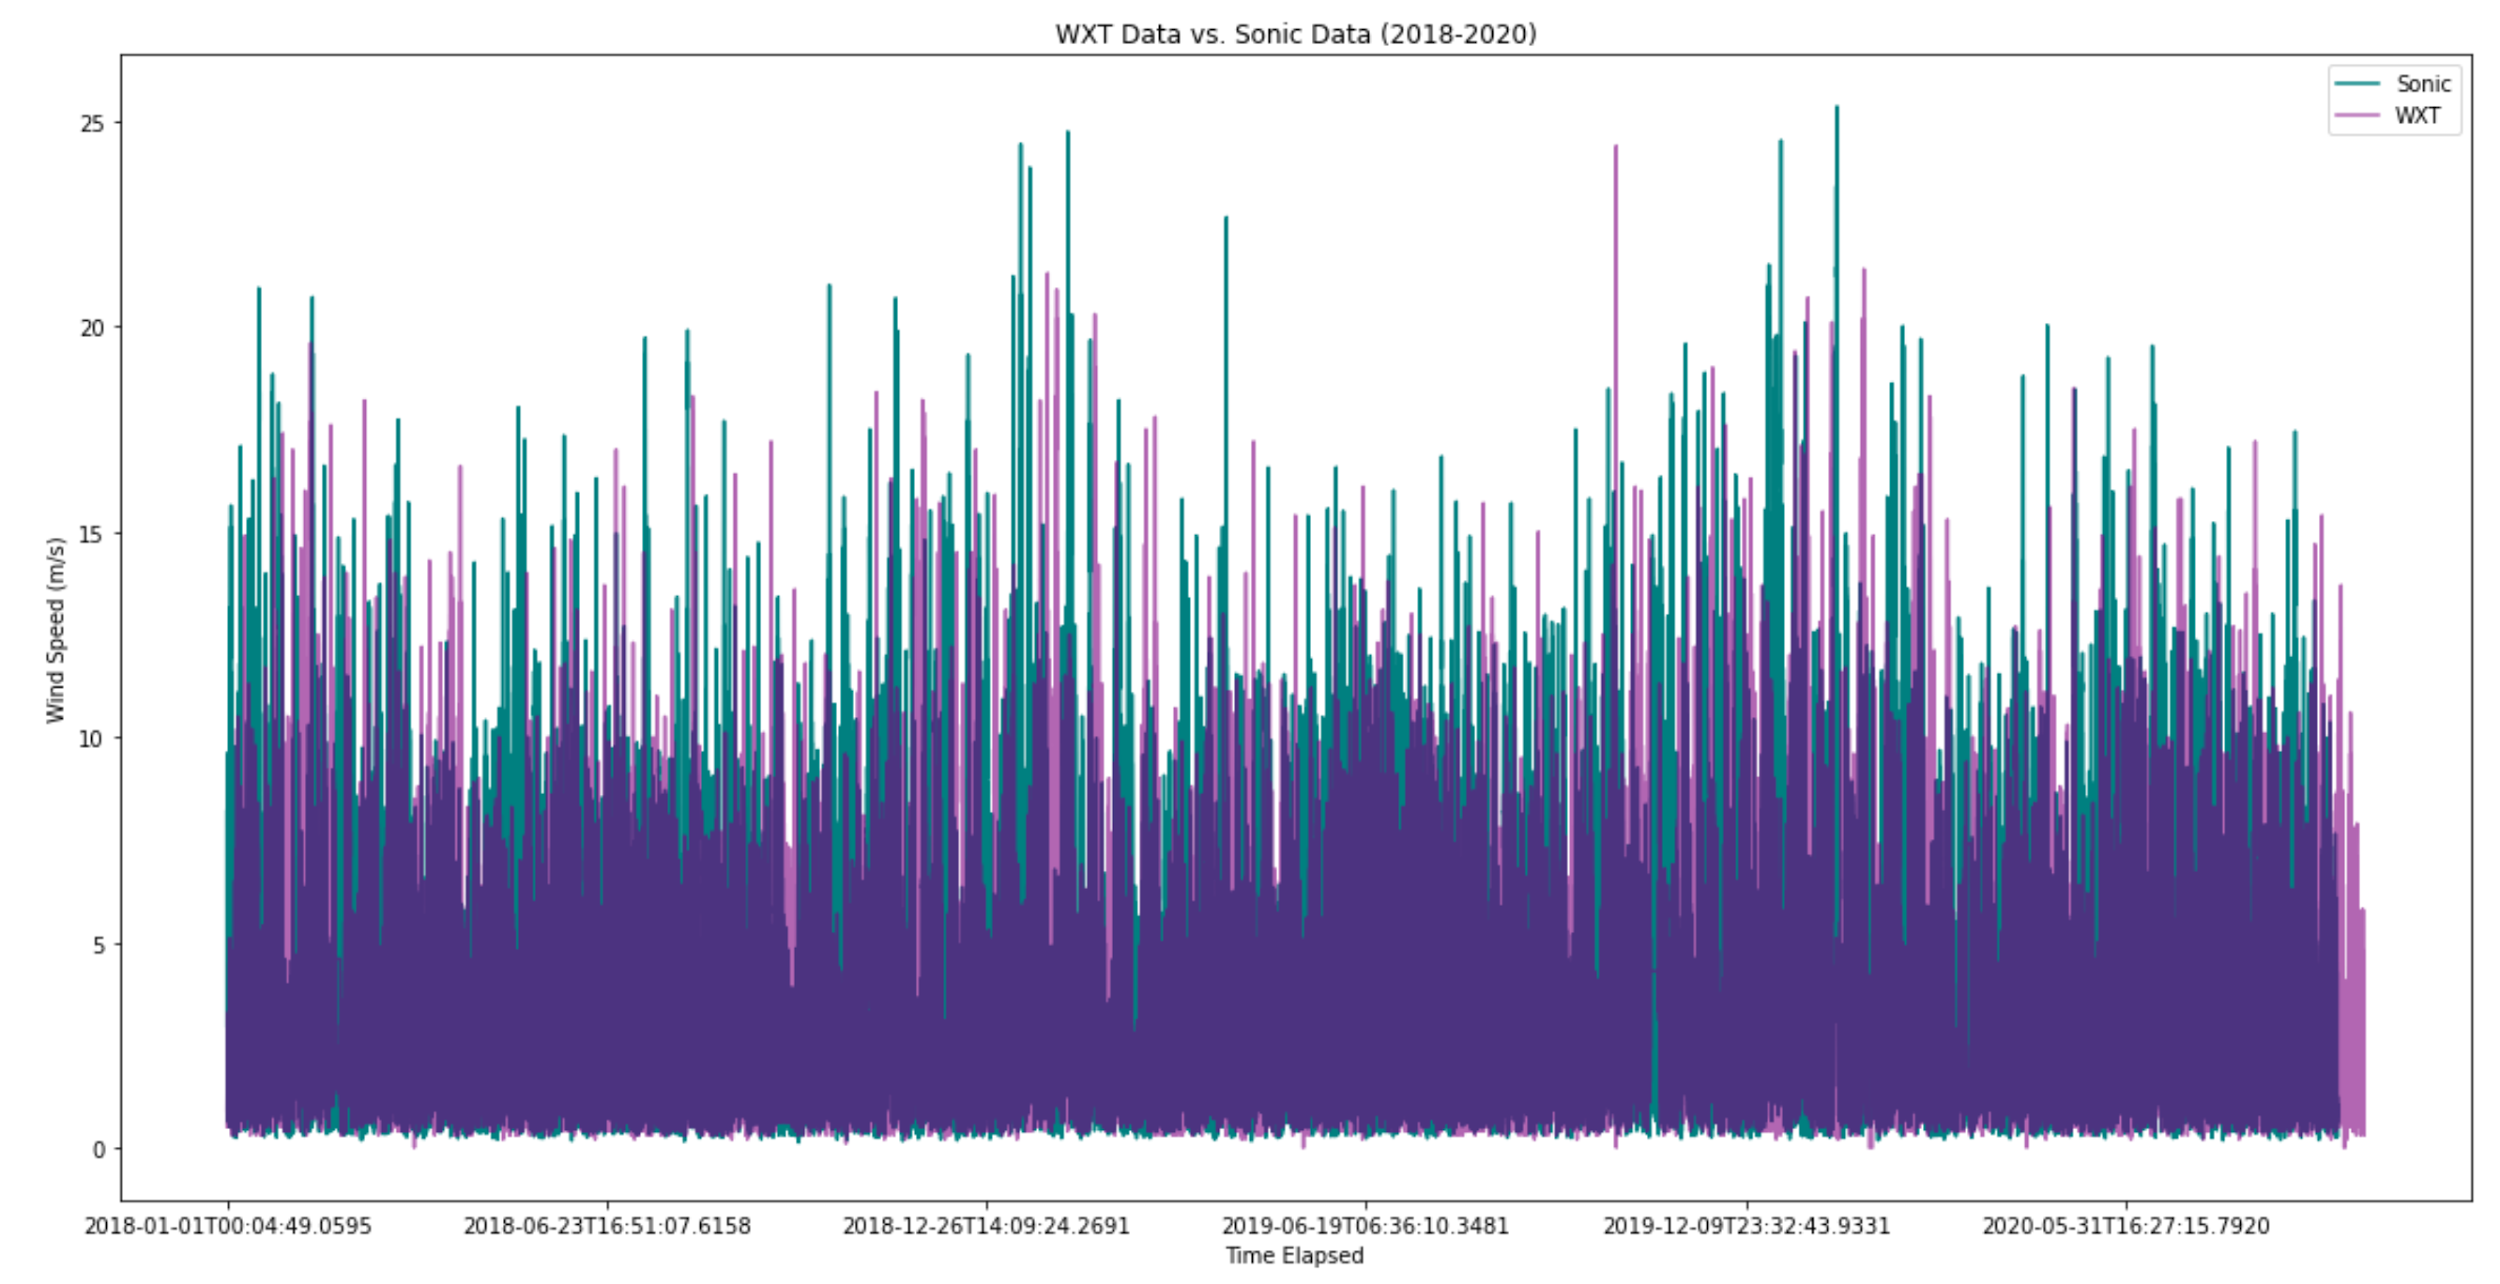 WXT Data vs. Sonic Data (2018-2020)
Sonic
WXT
25
20
15
10
5
0
Wind Speed (m/s)
2018-01-01T00:04:49.0595
2018-06-23T16:51:07.6158
2018-12-26T14:09:24.2691
2019-06-19T06:36:10.3481
2019-12-09T23:32:43.9331
2020-05-31T16:27:15.7920
Time Elapsed